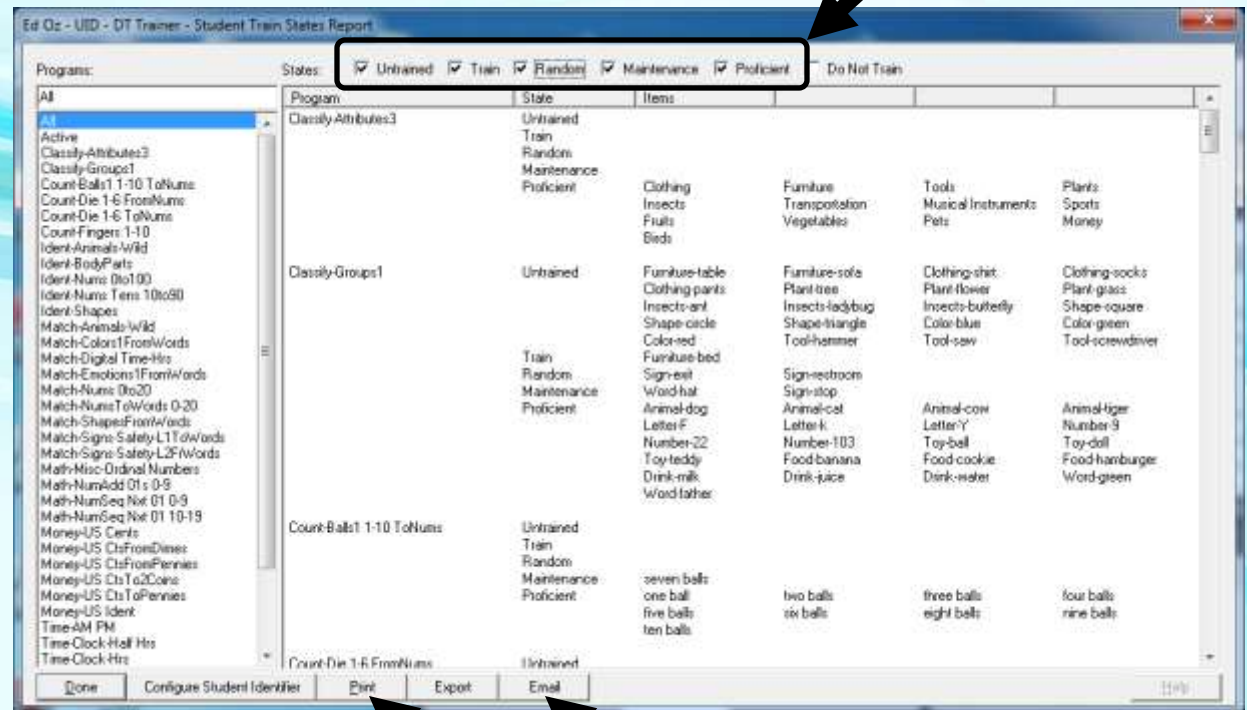 Ed Oz - UID - DT Trainer - Student Train States Report
Programs: States: Untrained Train Random Maintenance Proficient Do Not Train
All
All
Active
Classify-Attributes3
Classify-Groups1
Count-Balls1 1-10 ToNums
Count-Die 1-6 FromNums
Count-Die 1-6 ToNums
Count-Fingers 1-10
Ident-Animals-Wild
Ident-BodyParts
Ident-Nums 0to100
Ident-Nums Tens 10to90
Ident-Shapes
Match-Animals-Wild
Match-Colors1FromWords
Match-Digital Time-Hrs
Match-Emotions1FromWords
Match-Nums 0to20
Match-NumsToWords 0-20
Match-ShapesFromWords
Match-Signs-Safety-L1ToWords
Match-Signs-Safety-L2FrWords
Math-Misc-Ordinal Numbers
Math-NumAdd 01s 0-9
Math-NumSeq Nxt 01 0-9
Math-NumSeq Nxt 01 10-19
Money-US Cents
Money-US CtsFromDimes
Money-US CtsFromPennies
Money-US CtsTo2Coins
Money-US CtsToPennies
Money-US Ident
Time-AM PM
Time-Clock-Half Hrs
Time-Clock-Hrs
Program State Items
Classify-Attributes3 Untrained
Train
Random
Maintenance
Proficient Clothing Furniture Tools Plants
Insects Transportation Musical Instruments Sports
Fruits Vegetables Pets Money
Birds
Classify-Groups1 Untrained Furniture-table Furniture-sofa Clothing-shirt Clothing-socks
Clothing-pants Plant-tree Plant-flower Plant-grass
Insects-ant Insects-ladybug Insects-butterfly Shape-square
Shape-circle Shape-triangle Color-blue Color-green
Color-red Tool-hammer Tool-saw Tool-screwdriver
Train Furniture-bed
Random Sign-exit Sign-restroom
Maintenance Word-hat Sign-stop
Proficient Animal-dog Animal-cat Animal-cow Animal-tiger
Letter-F Letter-k Letter-Y Number-9
Number-22 Number-103 Toy-ball Toy-doll
Toy-teddy Food-banana Food-cookie Food-hamburger
Drink-milk Drink-juice Drink-water Word-green
Word-father
Count-Balls1 1-10 ToNums Untrained
Train
Random
Maintenance seven balls
Proficient one ball two balls three balls four balls
five balls six balls eight balls nine balls
ten balls
Count-Die 1-6 FromNums Untrained
Done Configure Student Identifier Print Export Email Help